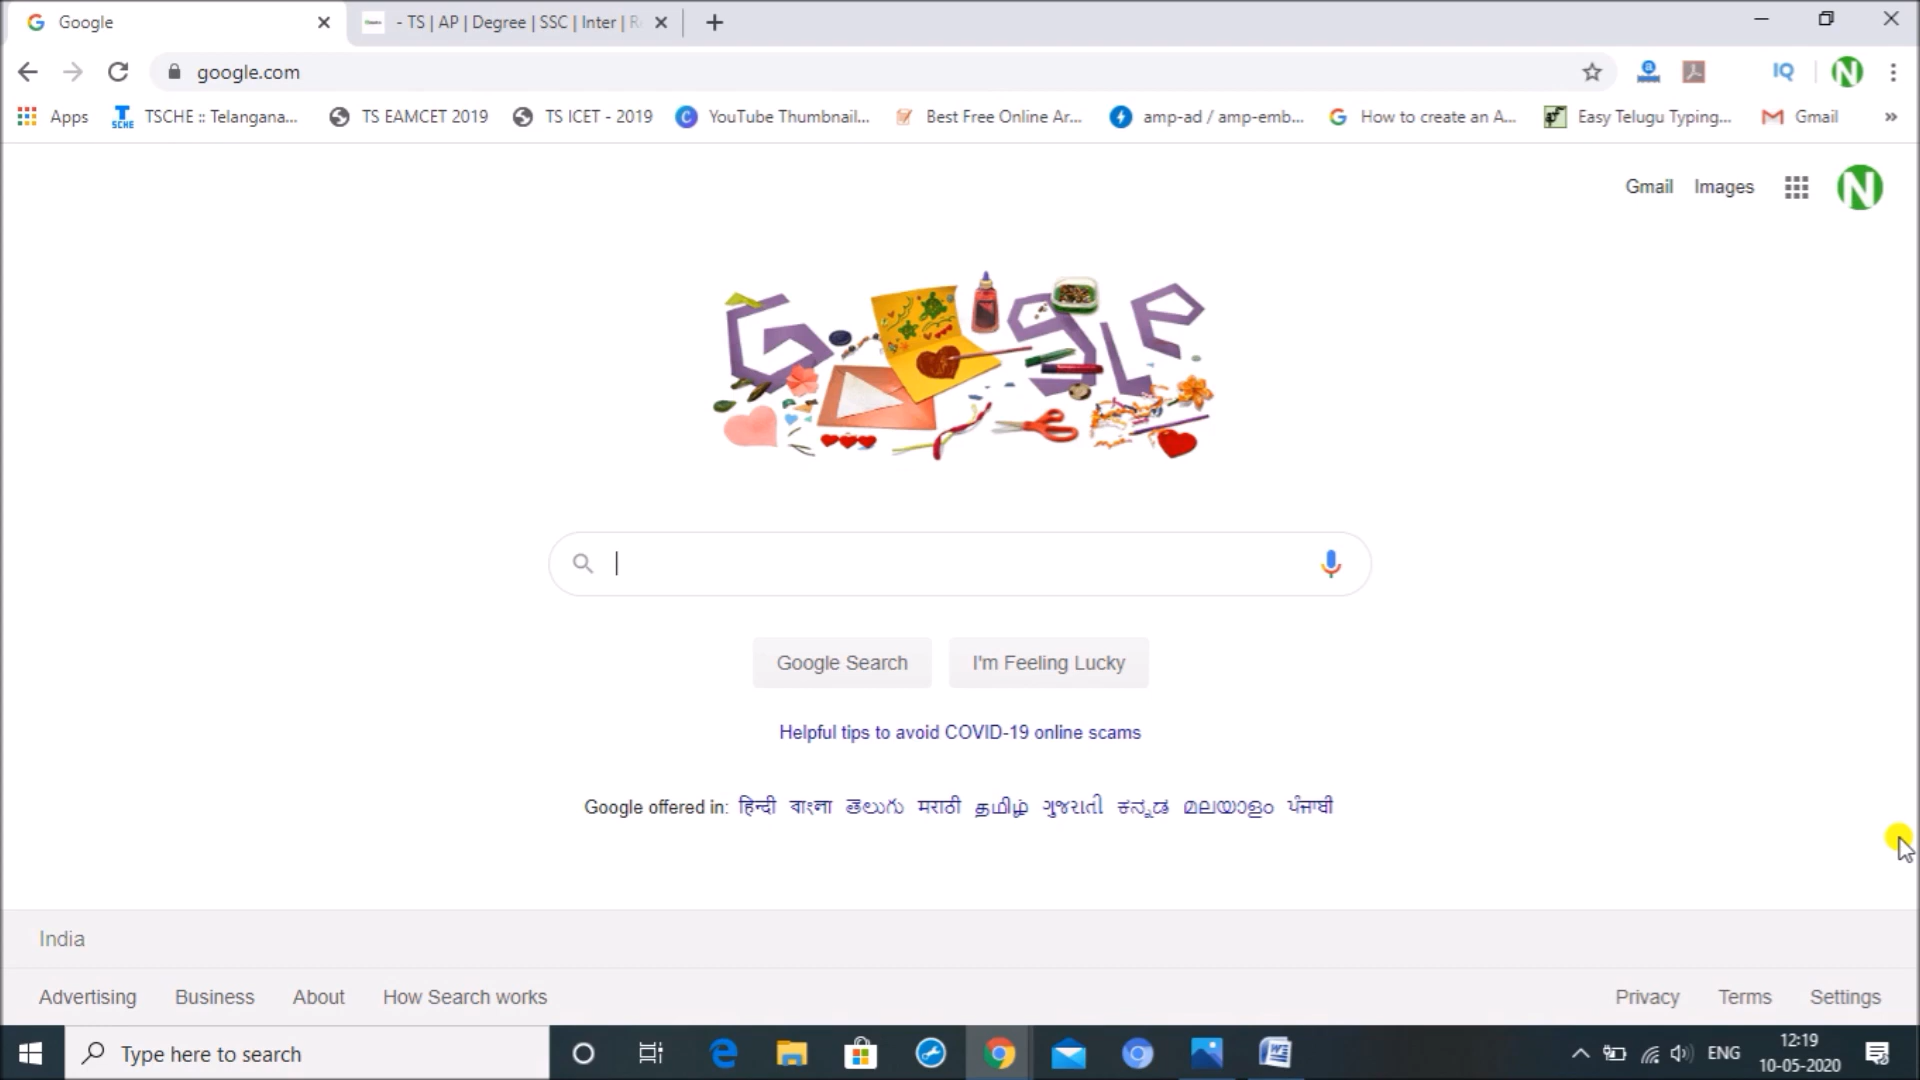 Google
- TS | AP | Degree | SSC | Inter |
google.com
IQ
N
Apps
TSCHE
TSCHE :: Telangana...
TS EAMCET 2019
TS ICET - 2019
YouTube Thumbnail...
Best Free Online Ar...
amp-ad / amp-emb...
How to create an A...
Easy Telugu Typing...
Gmail
»
Gmail
Images
N
Google
Google Search
I'm Feeling Lucky
Helpful tips to avoid COVID-19 online scams
Google offered in: हिन्दी বাংলা తెలుగు मराठी தமிழ் ગુજરાતી ಕನ್ನಡ മലയാളം ਪੰਜਾਬੀ
India
Advertising
Business
About
How Search works
Privacy
Terms
Settings
Type here to search
ENG
12:19
10-05-2020